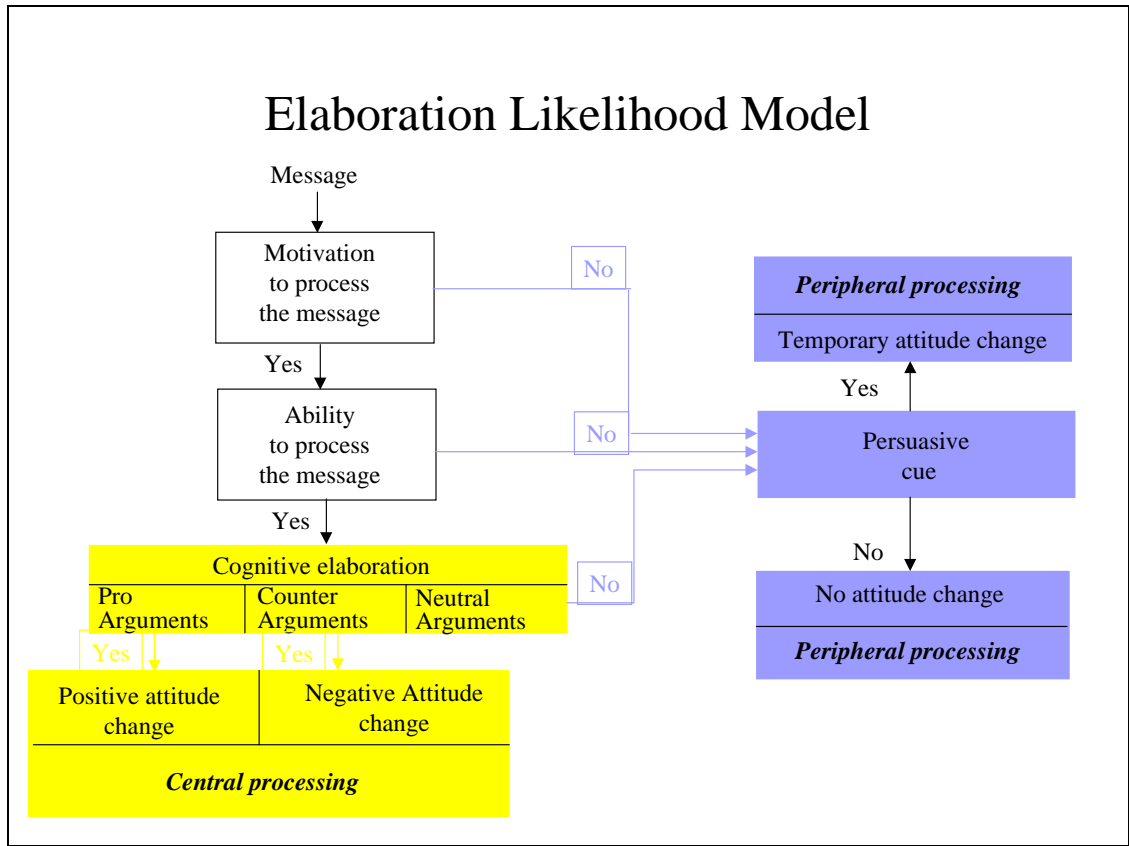 Elaboration Likelihood Model
Message
Motivation
to process
the message
No
Yes
Ability
to process
the message
No
Yes
Cognitive elaboration
Pro
Arguments
Counter
Arguments
Neutral
Arguments
No
Yes
Yes
Positive attitude
change
Negative Attitude
change
Central processing
Peripheral processing
Temporary attitude change
Yes
Persuasive
cue
No
No attitude change
Peripheral processing